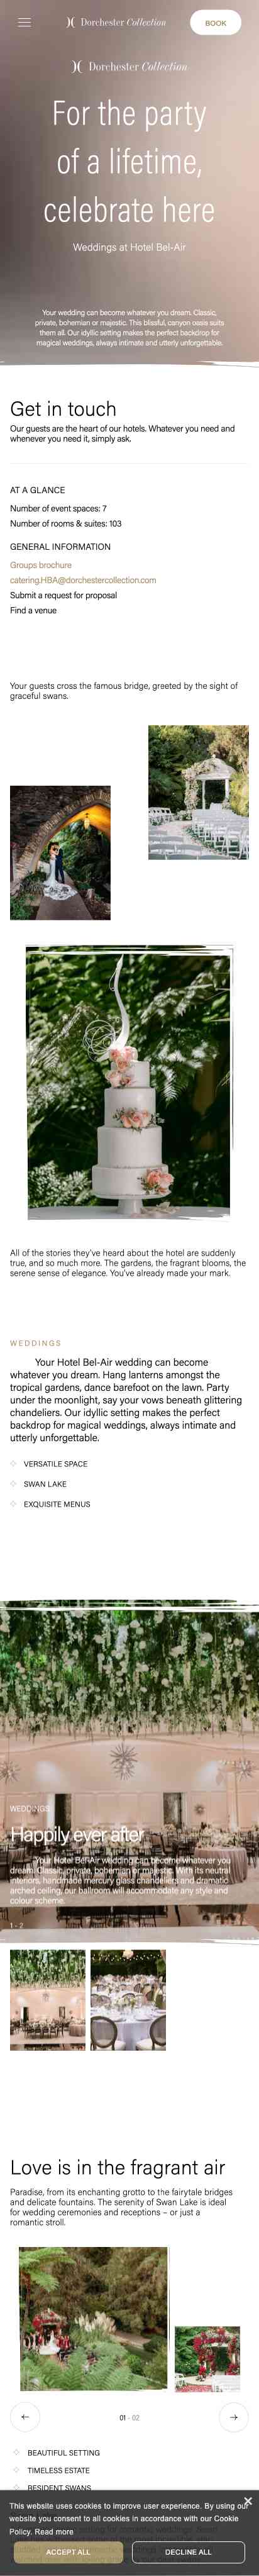 Dorchester Collection
BOOK
Dorchester Collection
For the party
of a lifetime,
celebrate here
Weddings at Hotel Bel-Air
Your wedding can become whatever you dream. Classic,
private, bohemian or majestic. This blissful, canyon oasis suits
them all. Our idyllic setting makes the perfect backdrop for
magical weddings, always intimate and utterly unforgettable.
Get in touch
Our guests are the heart of our hotels. Whatever you need and
whenever you need it, simply ask.
AT A GLANCE
Number of event spaces: 7
Number of rooms & suites: 103
GENERAL INFORMATION
Groups brochure
catering.HBA@dorchestercollection.com
Submit a request for proposal
Find a venue
Your guests cross the famous bridge, greeted by the sight of
graceful swans.
All of the stories they've heard about the hotel are suddenly
true, and so much more. The gardens, the fragrant blooms, the
serene sense of elegance. You've already made your mark.
WEDDINGS
Your Hotel Bel-Air wedding can become
whatever you dream. Hang lanterns amongst the
tropical gardens, dance barefoot on the lawn. Party
under the moonlight, say your vows beneath glittering
chandeliers. Our idyllic setting makes the perfect
backdrop for magical weddings, always intimate and
utterly unforgettable.
VERSATILE SPACE
SWAN LAKE
EXQUISITE MENUS
WEDDINGS
Happily ever after
Your Hotel Bel-Air wedding can become whatever you
dream. Classic, private, bohemian or majestic. With its neutral
interiors, handmade mercury glass chandeliers and dramatic
arched ceiling, our ballroom will accommodate any style and
colour scheme.
1 - 2
Love is in the fragrant air
Paradise, from its enchanting grotto to the fairytale bridges
and delicate fountains. The serenity of Swan Lake is ideal
for wedding ceremonies and receptions – or just a
romantic stroll.
01 - 02
BEAUTIFUL SETTING
TIMELESS ESTATE
RESIDENT SWANS
This website uses cookies to improve user experience. By using our
website you consent to all cookies in accordance with our Cookie
Policy. Read more
ACCEPT ALL
DECLINE ALL